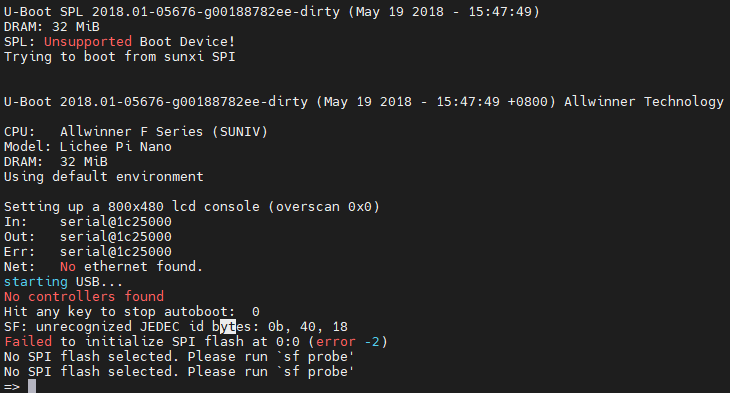 U-Boot SPL 2018.01-05676-g00188782ee-dirty (May 19 2018 - 15:47:49)
DRAM: 32 MiB
SPL: Unsupported Boot Device!
Trying to boot from sunxi SPI
U-Boot 2018.01-05676-g00188782ee-dirty (May 19 2018 - 15:47:49 +0800) Allwinner Technology
CPU:   Allwinner F Series (SUNIV)
Model: Lichee Pi Nano
DRAM:  32 MiB
Using default environment
Setting up a 800x480 lcd console (overscan 0x0)
In:    serial@1c25000
Out:   serial@1c25000
Err:   serial@1c25000
Net:   No ethernet found.
starting USB...
No controllers found
Hit any key to stop autoboot:  0
SF: unrecognized JEDEC id bytes: 0b, 40, 18
Failed to initialize SPI flash at 0:0 (error -2)
No SPI flash selected. Please run `sf probe'
No SPI flash selected. Please run `sf probe'
=>